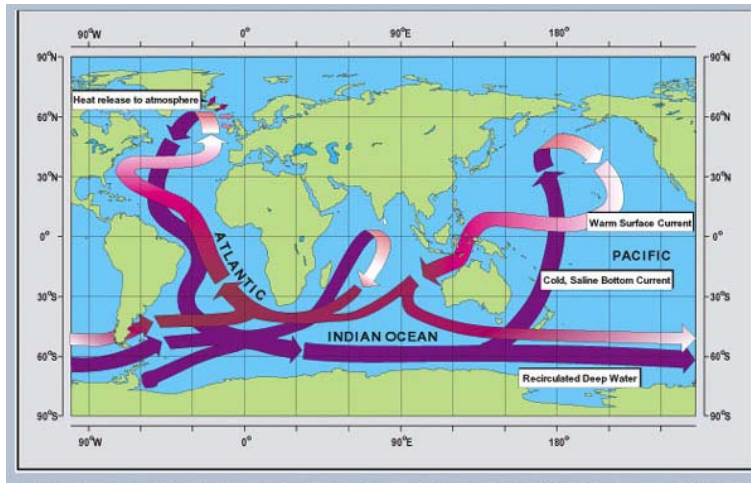 90°W 0° 90°E 180°
90°N 90°N
Heat release to atmosphere
60°N 60°N
30°N 30°N
Warm Surface Current
0° 0°
ATLANTIC
PACIFIC
Cold, Saline Bottom Current
30°S 30°S
INDIAN OCEAN
60°S 60°S
Recirculated Deep Water
90°S 90°S
90°W 0° 90°E 180°